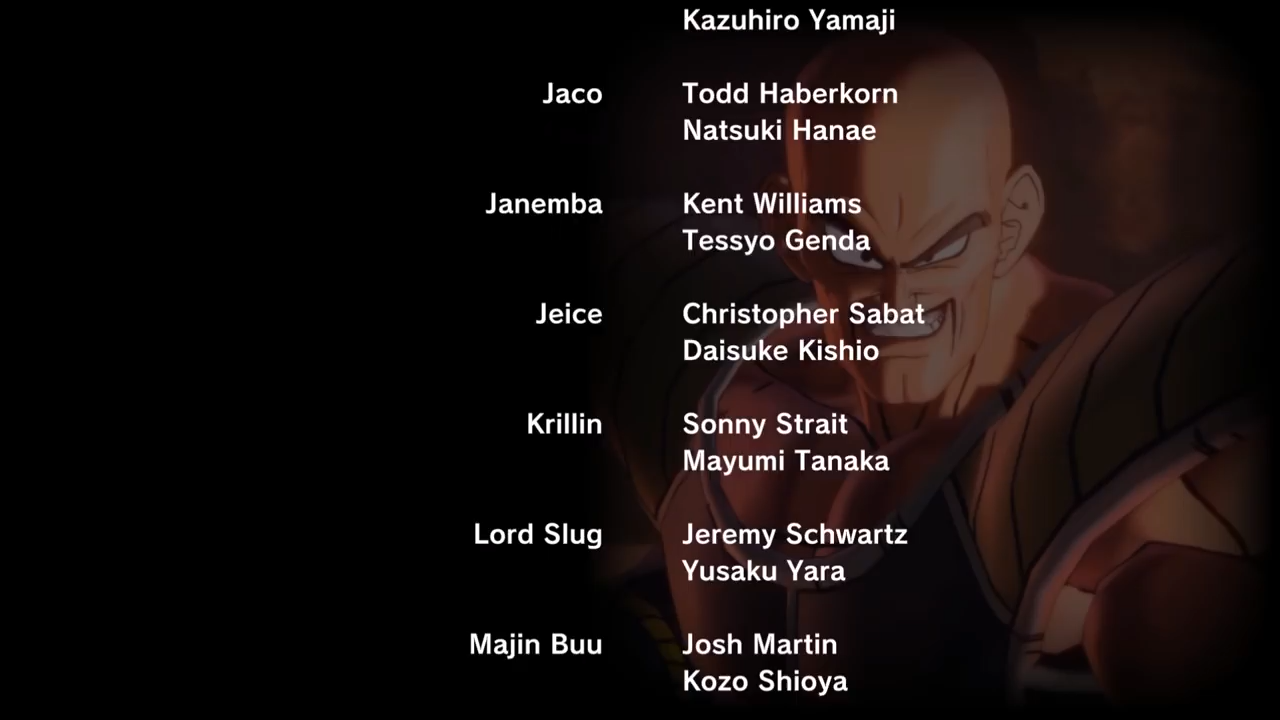 Kazuhiro Yamaji
Jaco Todd Haberkorn
Natsuki Hanae
Janemba Kent Williams
Tessyo Genda
Jeice Christopher Sabat
Daisuke Kishio
Krillin Sonny Strait
Mayumi Tanaka
Lord Slug Jeremy Schwartz
Yusaku Yara
Majin Buu Josh Martin
Kozo Shioya